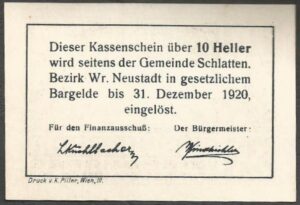 Dieser Kassenschein über 10 Heller
wird seitens der Gemeinde Schlatten.
Bezirk Wr. Neustadt in gesetzlichem
Bargelde bis 31. Dezember 1920,
eingelöst.
Für den Finanzausschuß: Der Bürgermeister:
Druck v. K. Piller, Wien, III.